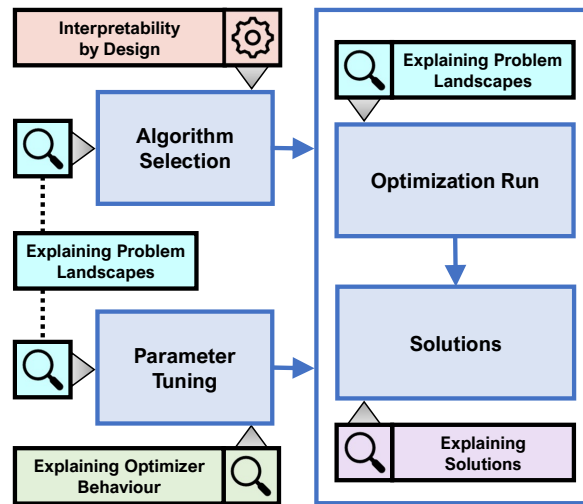 Interpretability
by Design
Explaining Problem
Landscapes
Algorithm
Selection
Optimization Run
Explaining Problem
Landscapes
Parameter
Tuning
Solutions
Explaining Optimizer
Behaviour
Explaining
Solutions